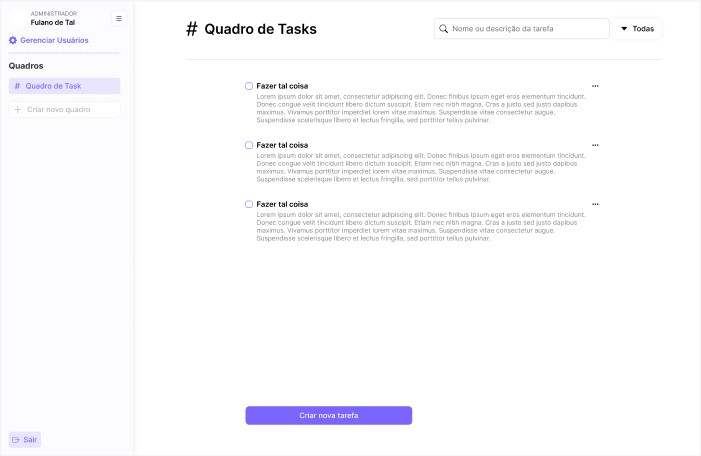 ADMINISTRADOR
Fulano de Tal
Gerenciar Usuários
Quadros
# Quadro de Task
Criar novo quadro
Sair
# Quadro de Tasks
Nome ou descrição da tarefa
Todas
Fazer tal coisa
Lorem ipsum dolor sit amet, consectetur adipiscing elit. Donec finibus ipsum eget eros elementum tincidunt.
Donec congue velit tincidunt libero dictum suscipit. Etiam nec nibh magna. Cras a justo sed justo dapibus
maximus. Vivamus porttitor imperdiet lorem vitae maximus. Suspendisse vitae consectetur augue.
Suspendisse scelerisque libero et lectus fringilla, sed porttitor tellus pulvinar.
Fazer tal coisa
Lorem ipsum dolor sit amet, consectetur adipiscing elit. Donec finibus ipsum eget eros elementum tincidunt.
Donec congue velit tincidunt libero dictum suscipit. Etiam nec nibh magna. Cras a justo sed justo dapibus
maximus. Vivamus porttitor imperdiet lorem vitae maximus. Suspendisse vitae consectetur augue.
Suspendisse scelerisque libero et lectus fringilla, sed porttitor tellus pulvinar.
Fazer tal coisa
Lorem ipsum dolor sit amet, consectetur adipiscing elit. Donec finibus ipsum eget eros elementum tincidunt.
Donec congue velit tincidunt libero dictum suscipit. Etiam nec nibh magna. Cras a justo sed justo dapibus
maximus. Vivamus porttitor imperdiet lorem vitae maximus. Suspendisse vitae consectetur augue.
Suspendisse scelerisque libero et lectus fringilla, sed porttitor tellus pulvinar.
Criar nova tarefa